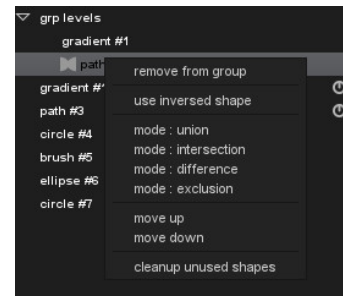 grp levels
gradient #1
path
gradient #
path #3
circle #4
brush #5
ellipse #6
circle #7
remove from group
use inversed shape
mode : union
mode : intersection
mode : difference
mode : exclusion
move up
move down
cleanup unused shapes